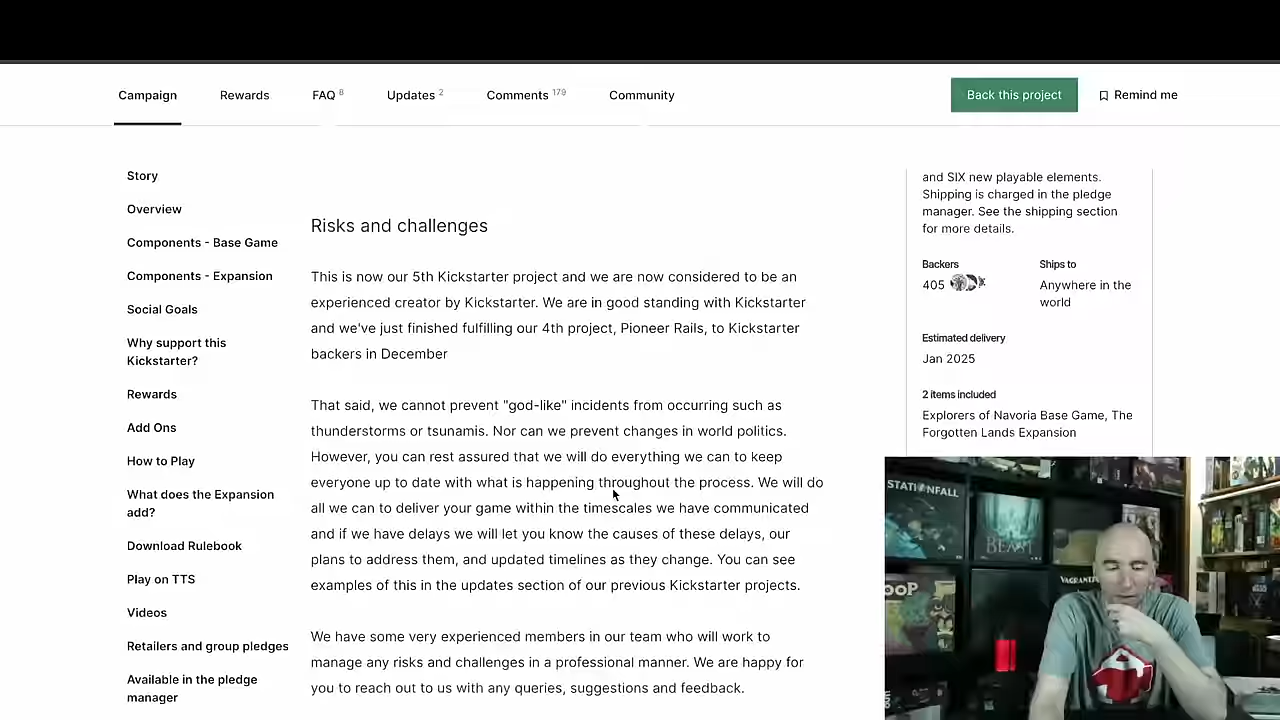 Campaign
Rewards
FAQ 8
Updates 2
Comments 179
Community
Back this project
Remind me
Story
Overview
Components - Base Game
Components - Expansion
Social Goals
Why support this
Kickstarter?
Rewards
Add Ons
How to Play
What does the Expansion
add?
Download Rulebook
Play on TTS
Videos
Retailers and group pledges
Available in the pledge
manager
Risks and challenges
This is now our 5th Kickstarter project and we are now considered to be an
experienced creator by Kickstarter. We are in good standing with Kickstarter
and we've just finished fulfilling our 4th project, Pioneer Rails, to Kickstarter
backers in December
That said, we cannot prevent "god-like" incidents from occurring such as
thunderstorms or tsunamis. Nor can we prevent changes in world politics.
However, you can rest assured that we will do everything we can to keep
everyone up to date with what is happening throughout the process. We will do
all we can to deliver your game within the timescales we have communicated
and if we have delays we will let you know the causes of these delays, our
plans to address them, and updated timelines as they change. You can see
examples of this in the updates section of our previous Kickstarter projects.
We have some very experienced members in our team who will work to
manage any risks and challenges in a professional manner. We are happy for
you to reach out to us with any queries, suggestions and feedback.
and SIX new playable elements.
Shipping is charged in the pledge
manager. See the shipping section
for more details.
Backers
405
Ships to
Anywhere in the
world
Estimated delivery
Jan 2025
2 items included
Explorers of Navoria Base Game, The
Forgotten Lands Expansion
STATIONFALL
BEAST